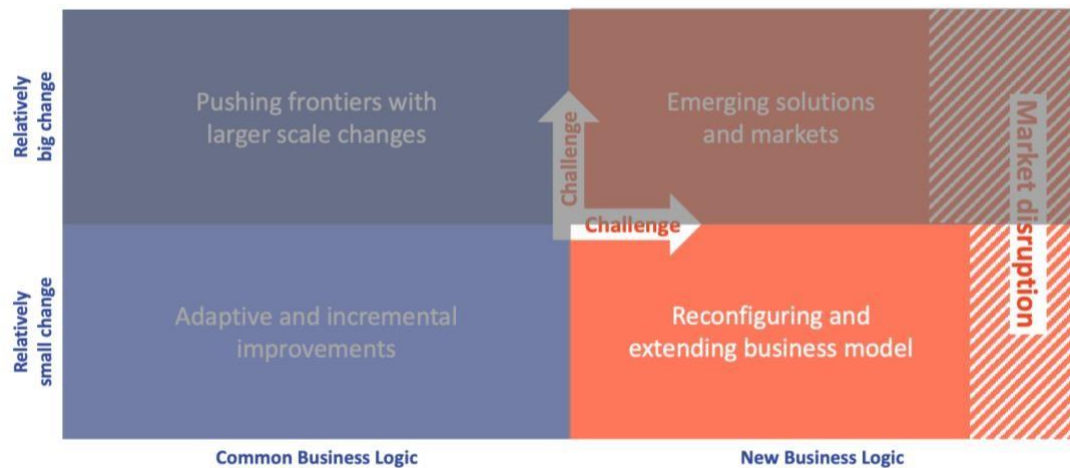 Relatively
big change
Pushing frontiers with
larger scale changes
Challenge
Emerging solutions
and markets
Market disruption
Challenge
Relatively
small change
Adaptive and incremental
improvements
Reconfiguring and
extending business model
Common Business Logic
New Business Logic